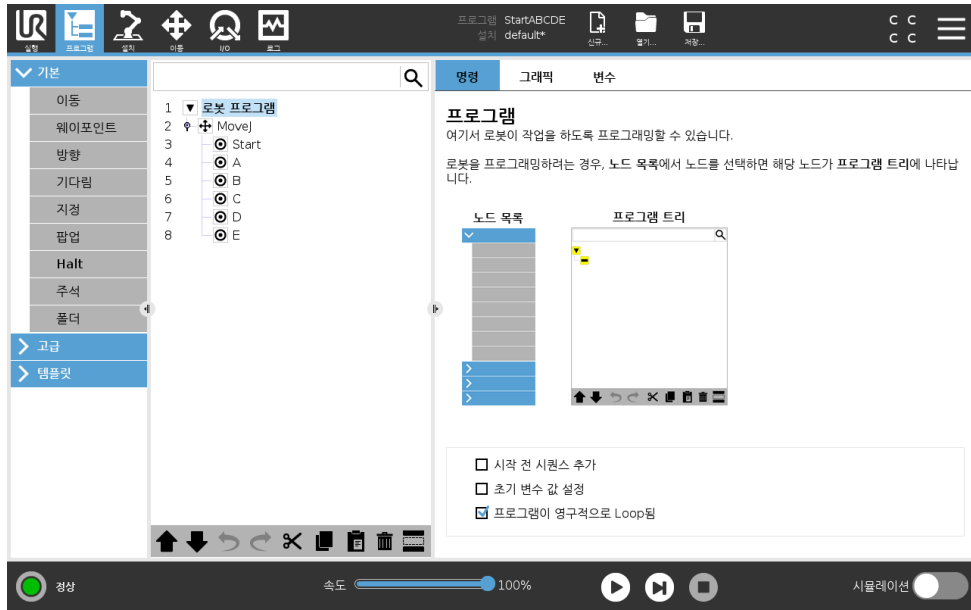 UR
실행
프로그램
설치
이동
I/O
로그
프로그램 StartABCDE
설치 default*
신규...
열기...
저장...
C C
C C
기본
이동
웨이포인트
방향
기다림
지정
팝업
Halt
주석
폴더
고급
템플릿
1 로봇 프로그램
2 MoveJ
3 Start
4 A
5 B
6 C
7 D
8 E
명령 그래픽 변수
프로그램
여기서 로봇이 작업을 하도록 프로그래밍할 수 있습니다.
로봇을 프로그래밍하려는 경우, 노드 목록에서 노드를 선택하면 해당 노드가 프로그램 트리에 나타납
니다.
노드 목록 프로그램 트리
시작 전 시퀀스 추가
초기 변수 값 설정
프로그램이 영구적으로 Loop됨
정상
속도 100%
시뮬레이션